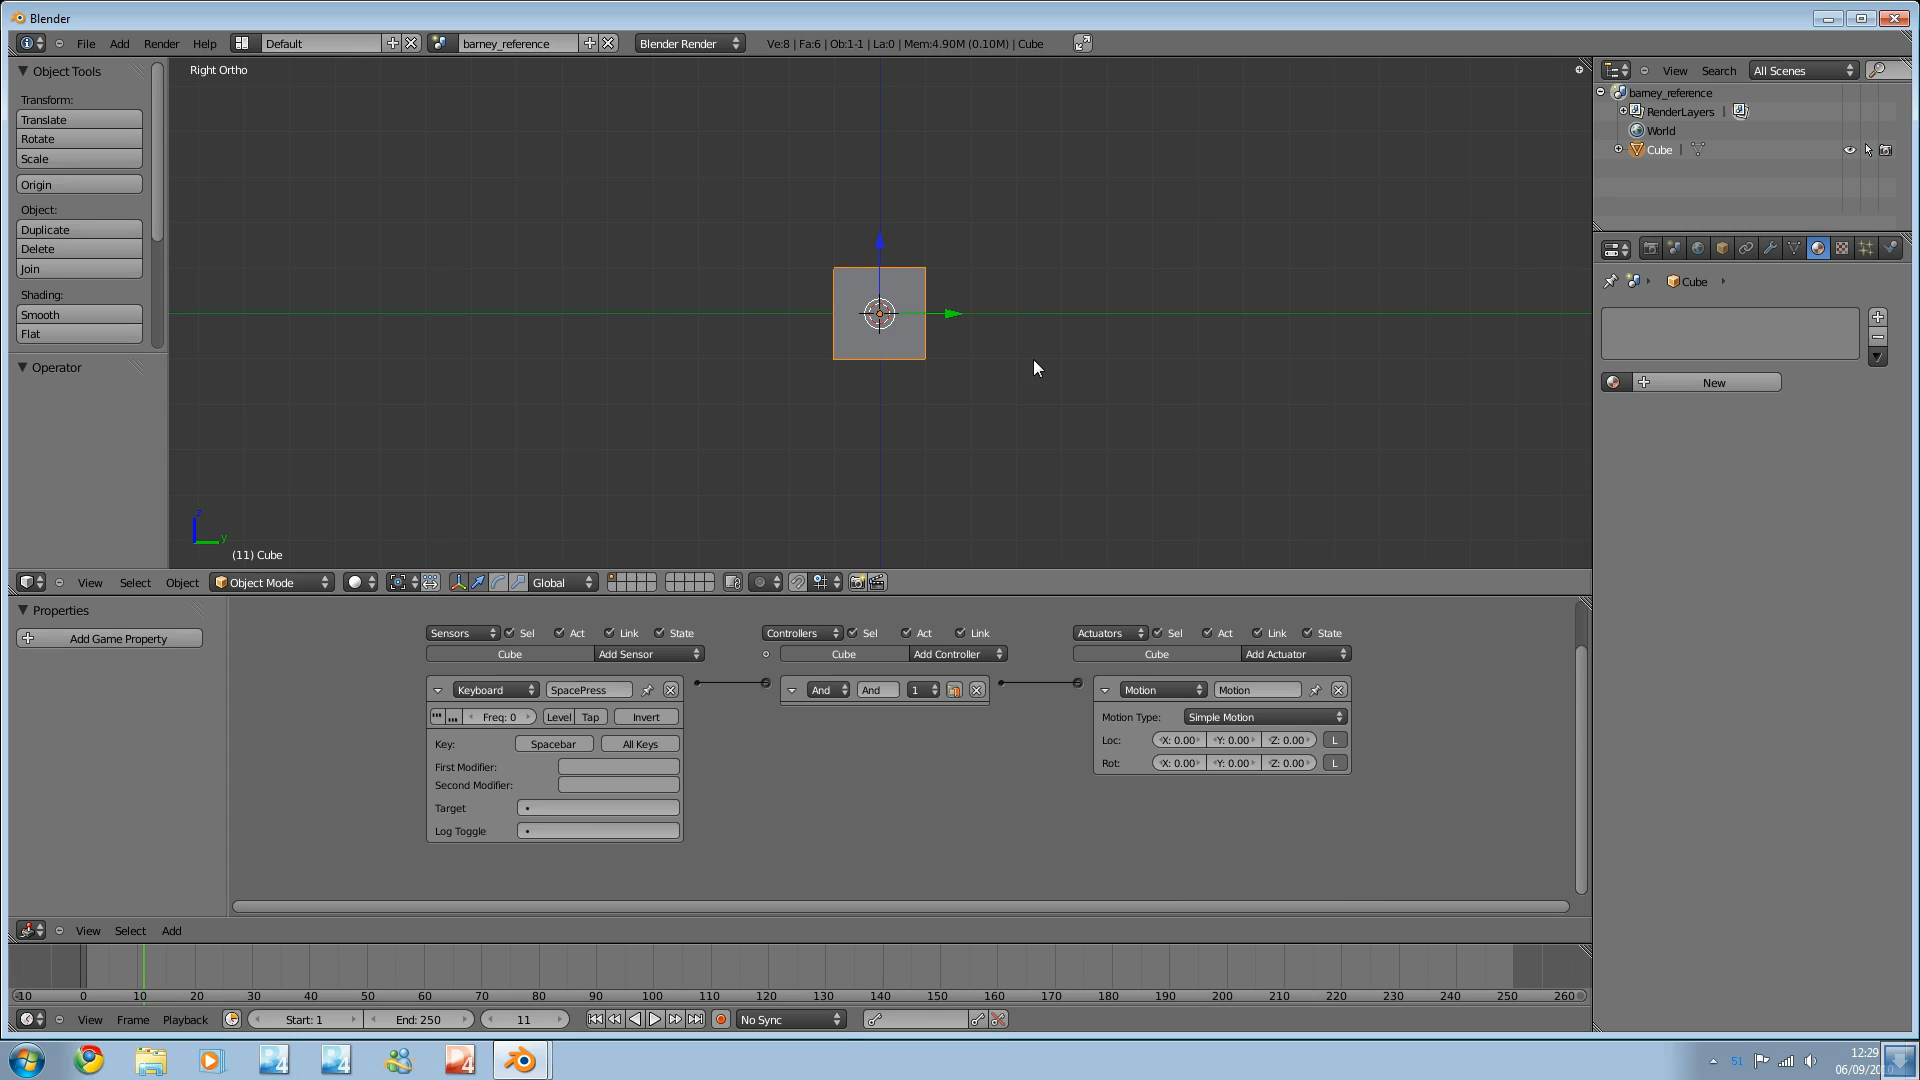 Blender
File Add Render Help Default barney_reference Blender Render Ve:8 | Fa:6 | Ob:1-1 | La:0 | Mem:4.90M (0.10M) | Cube
Object Tools
Transform:
Translate
Rotate
Scale
Origin
Object:
Duplicate
Delete
Join
Shading:
Smooth
Flat
Operator
Right Ortho
z
y
(11) Cube
View Search All Scenes
barney_reference
RenderLayers |
World
Cube |
Cube
New
View Select Object Object Mode Global
Properties
Add Game Property
Sensors Sel Act Link State
Cube Add Sensor
Keyboard SpacePress
Freq: 0 Level Tap Invert
Key: Spacebar All Keys
First Modifier:
Second Modifier:
Target
Log Toggle
Controllers Sel Act Link
Cube Add Controller
And And 1
Actuators Sel Act Link State
Cube Add Actuator
Motion Motion
Motion Type: Simple Motion
Loc: X: 0.00 Y: 0.00 Z: 0.00 L
Rot: X: 0.00 Y: 0.00 Z: 0.00 L
View Select Add
-10 0 10 20 30 40 50 60 70 80 90 100 110 120 130 140 150 160 170 180 190 200 210 220 230 240 250 260
View Frame Playback Start: 1 End: 250 11 No Sync
51
12:29